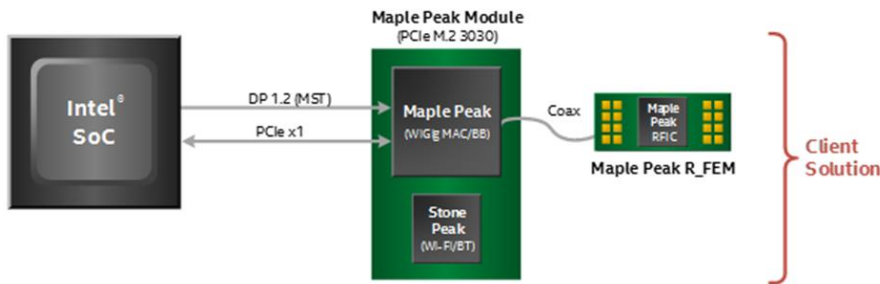 Maple Peak Module
(PCIe M.2 3030)
Intel®
SoC
DP 1.2 (MST)
PCIe x1
Maple Peak
(WIGig MAC/BB)
Coax
Maple
Peak
RFIC
Maple Peak R_FEM
Stone
Peak
(WI-FI/BT)
Client
Solution